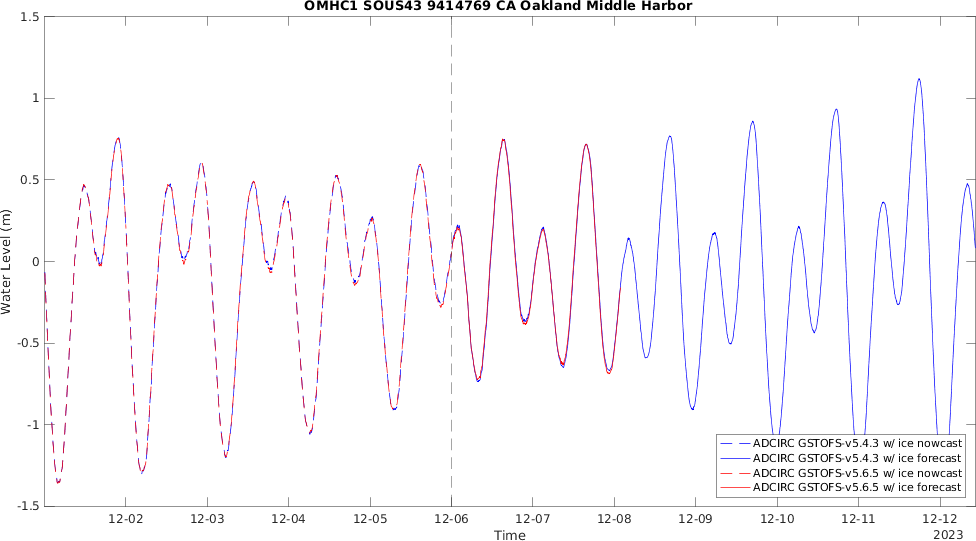 OMHC1 SOUS43 9414769 CA Oakland Middle Harbor
Water Level (m)
1.5
1
0.5
0
-0.5
-1
-1.5
ADCIRC GSTOFS-v5.4.3 w/ ice nowcast
ADCIRC GSTOFS-v5.4.3 w/ ice forecast
ADCIRC GSTOFS-v5.6.5 w/ ice nowcast
ADCIRC GSTOFS-v5.6.5 w/ ice forecast
12-02 12-03 12-04 12-05 12-06 12-07 12-08 12-09 12-10 12-11 12-12
Time
2023